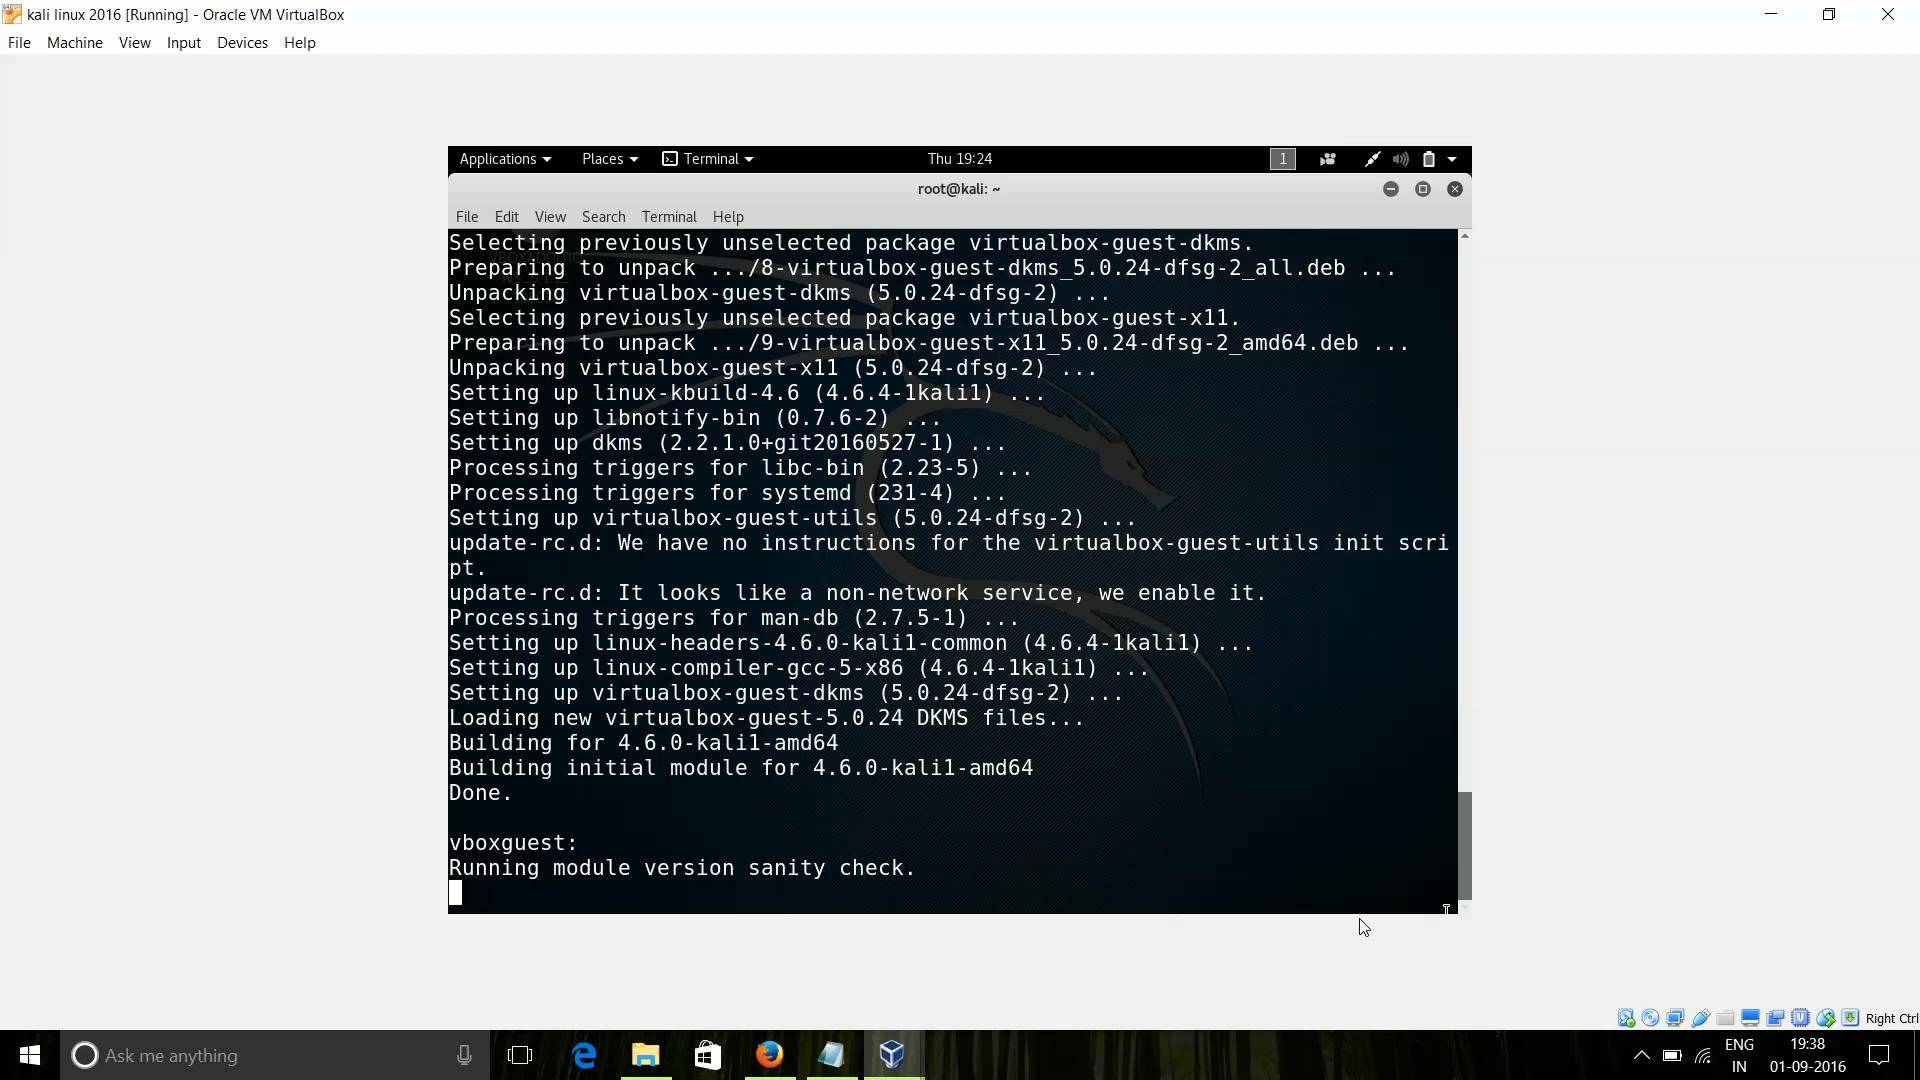 kali linux 2016 [Running] - Oracle VM VirtualBox
File Machine View Input Devices Help
Applications Places Terminal Thu 19:24 1
root@kali: ~
File Edit View Search Terminal Help
Selecting previously unselected package virtualbox-guest-dkms.
Preparing to unpack .../8-virtualbox-guest-dkms_5.0.24-dfsg-2_all.deb ...
Unpacking virtualbox-guest-dkms (5.0.24-dfsg-2) ...
Selecting previously unselected package virtualbox-guest-x11.
Preparing to unpack .../9-virtualbox-guest-x11_5.0.24-dfsg-2_amd64.deb ...
Unpacking virtualbox-guest-x11 (5.0.24-dfsg-2) ...
Setting up linux-kbuild-4.6 (4.6.4-1kali1) ...
Setting up libnotify-bin (0.7.6-2) ...
Setting up dkms (2.2.1.0+git20160527-1) ...
Processing triggers for libc-bin (2.23-5) ...
Processing triggers for systemd (231-4) ...
Setting up virtualbox-guest-utils (5.0.24-dfsg-2) ...
update-rc.d: We have no instructions for the virtualbox-guest-utils init scri
pt.
update-rc.d: It looks like a non-network service, we enable it.
Processing triggers for man-db (2.7.5-1) ...
Setting up linux-headers-4.6.0-kali1-common (4.6.4-1kali1) ...
Setting up linux-compiler-gcc-5-x86 (4.6.4-1kali1) ...
Setting up virtualbox-guest-dkms (5.0.24-dfsg-2) ...
Loading new virtualbox-guest-5.0.24 DKMS files...
Building for 4.6.0-kali1-amd64
Building initial module for 4.6.0-kali1-amd64
Done.
vboxguest:
Running module version sanity check.
Right Ctrl
Ask me anything
ENG 19:38
IN 01-09-2016